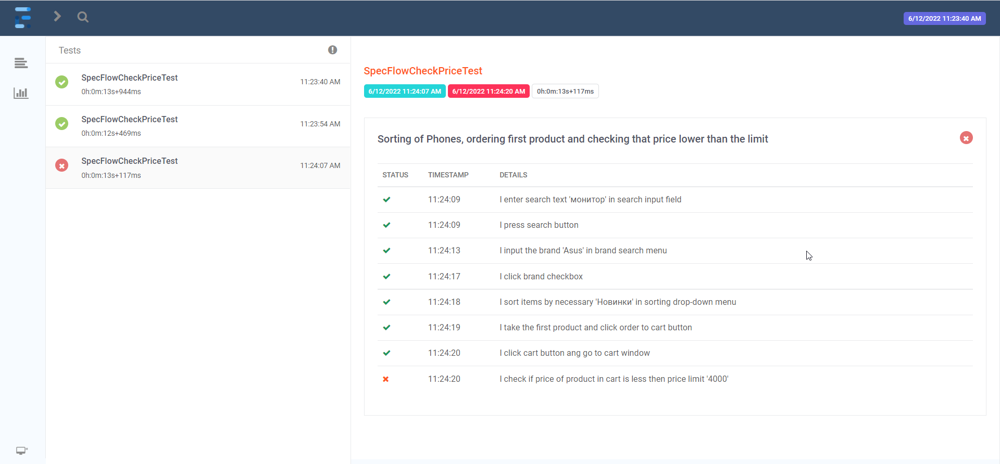 6/12/2022 11:23:40 AM
Tests
SpecFlowCheckPriceTest
11:23:40 AM
0h:0m:13s+944ms
SpecFlowCheckPriceTest
11:23:54 AM
0h:0m:12s+469ms
SpecFlowCheckPriceTest
11:24:07 AM
0h:0m:13s+117ms
SpecFlowCheckPriceTest
6/12/2022 11:24:07 AM 6/12/2022 11:24:20 AM 0h:0m:13s+117ms
Sorting of Phones, ordering first product and checking that price lower than the limit
STATUS TIMESTAMP DETAILS
11:24:09 I enter search text 'монитор' in search input field
11:24:09 I press search button
11:24:13 I input the brand 'Asus' in brand search menu
11:24:17 I click brand checkbox
11:24:18 I sort items by necessary 'Новинки' in sorting drop-down menu
11:24:19 I take the first product and click order to cart button
11:24:20 I click cart button ang go to cart window
11:24:20 I check if price of product in cart is less then price limit '4000'